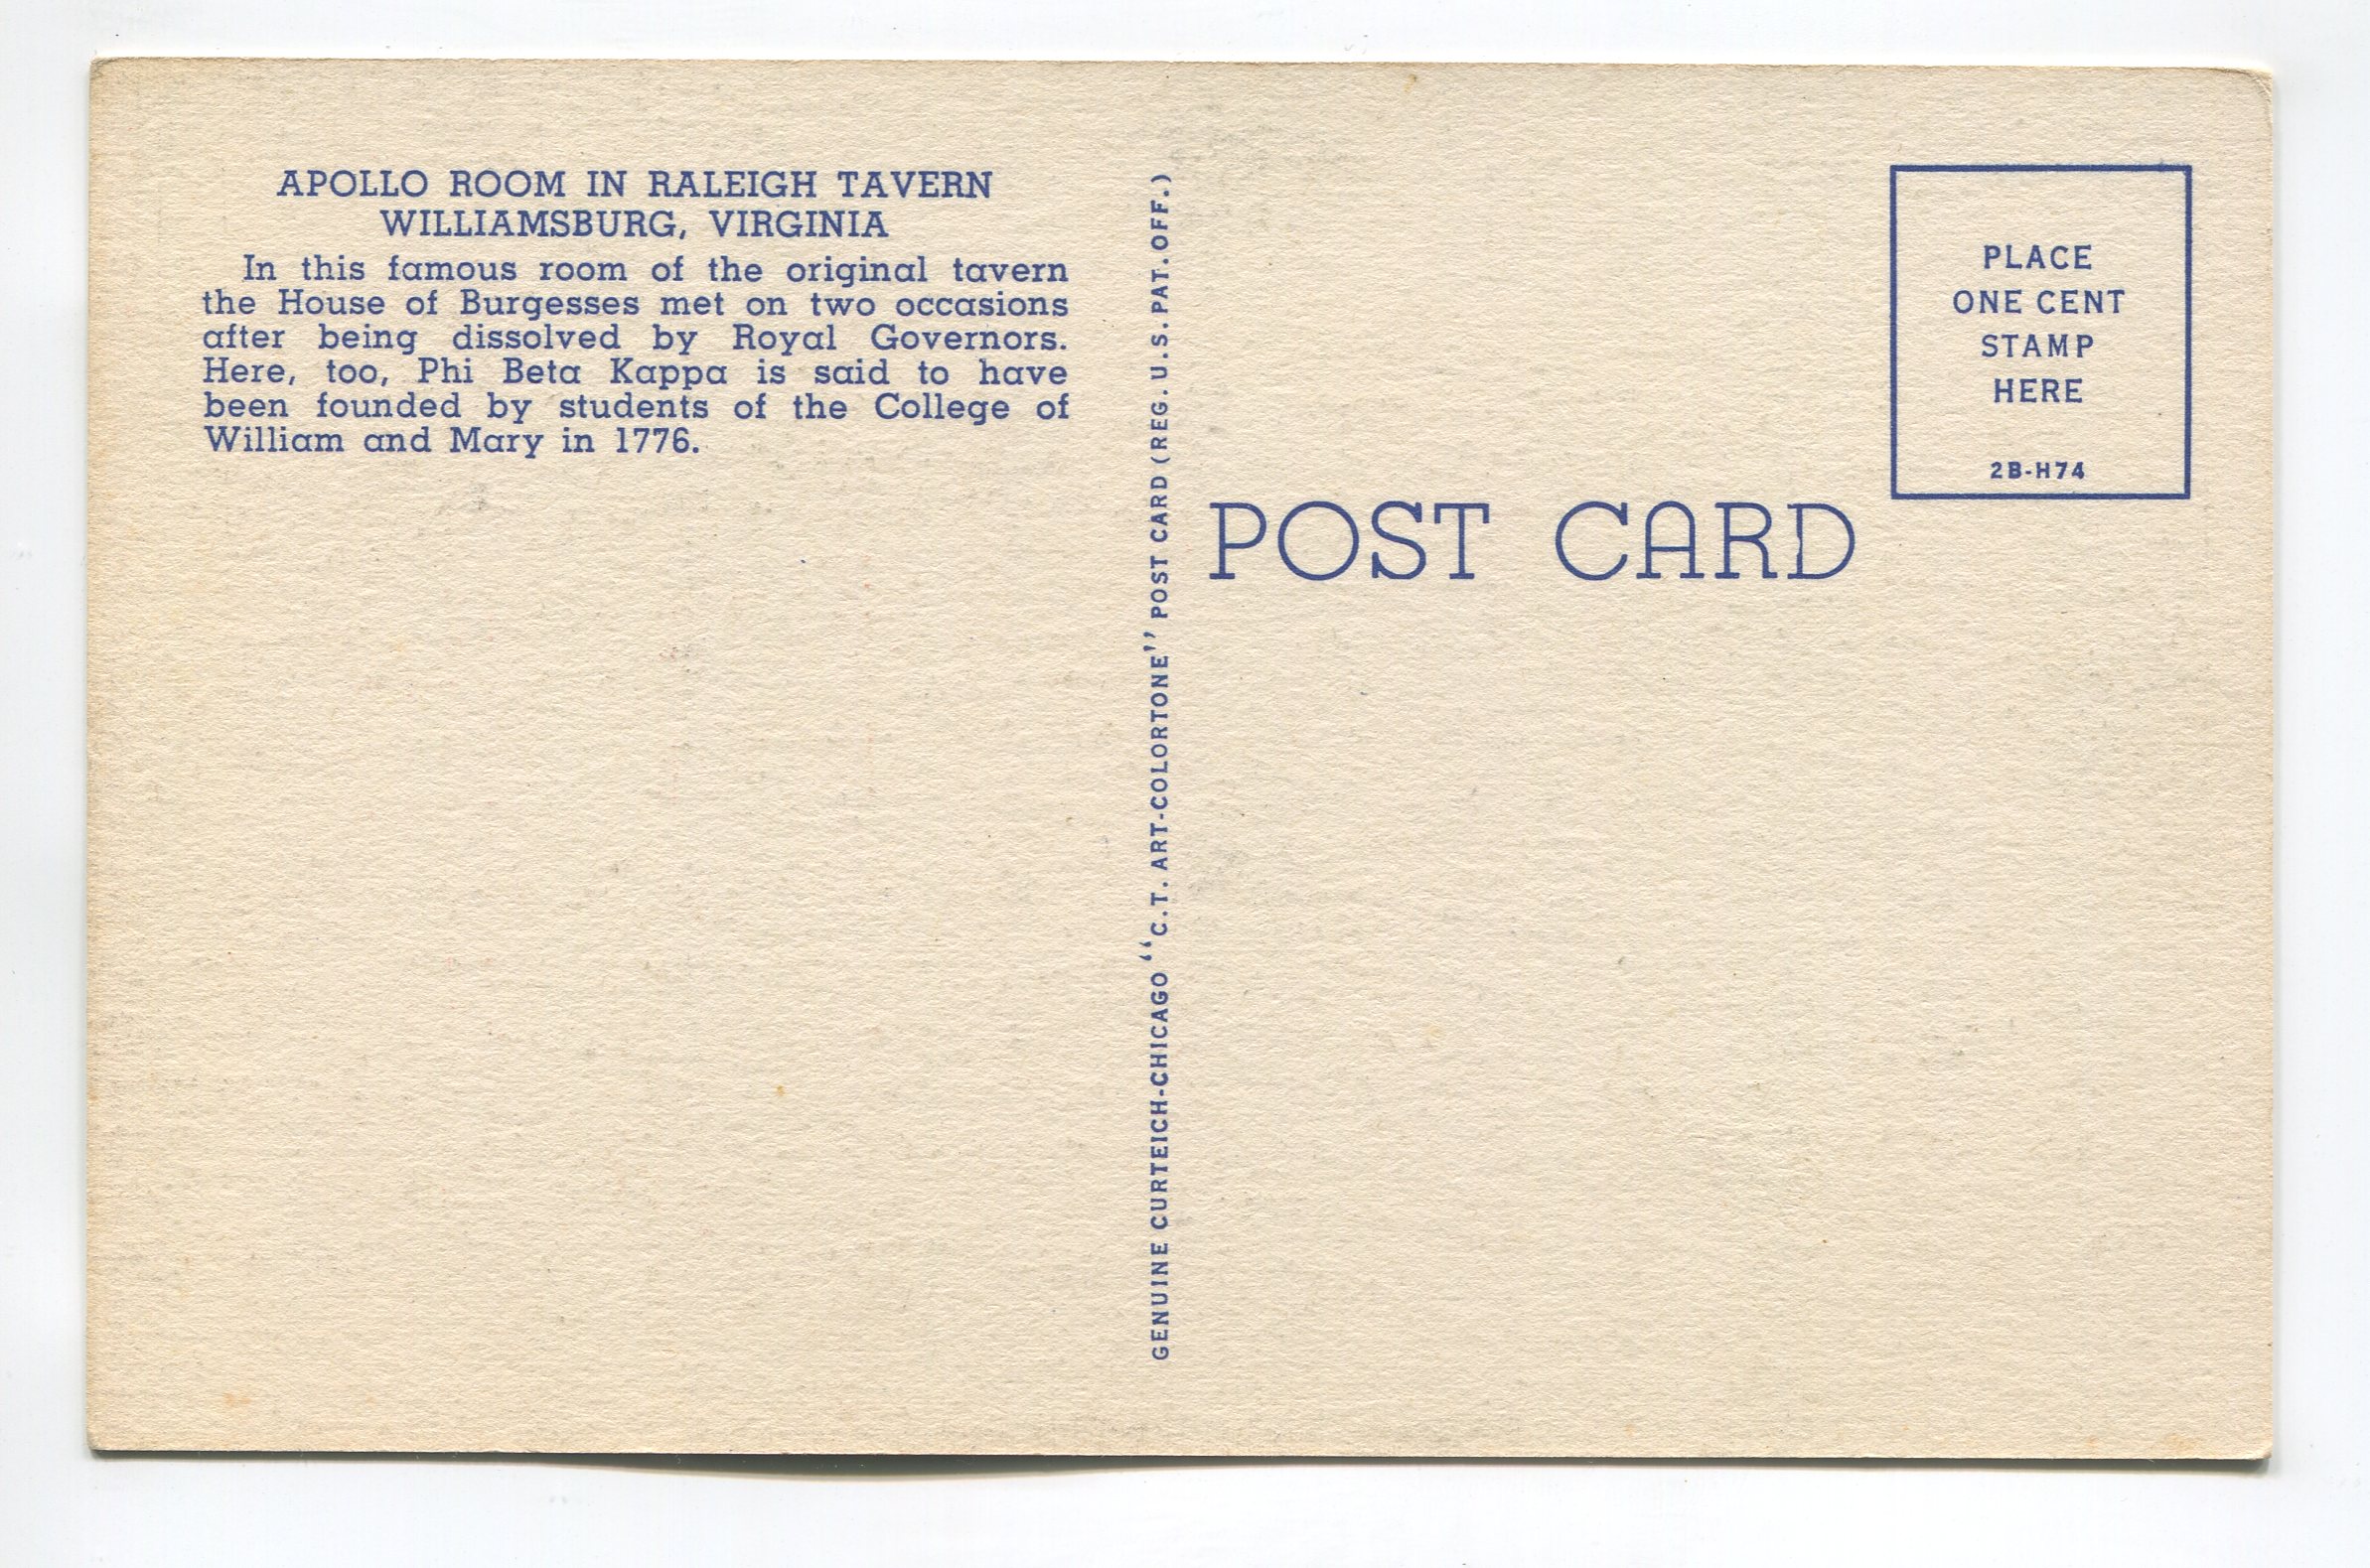 APOLLO ROOM IN RALEIGH TAVERN
WILLIAMSBURG, VIRGINIA
In this famous room of the original tavern
the House of Burgesses met on two occasions
after being dissolved by Royal Governors.
Here, too, Phi Beta Kappa is said to have
been founded by students of the College of
William and Mary in 1776.
GENUINE CURTEICH-CHICAGO "C.T. ART-COLORTONE" POST CARD (REG. U.S. PAT. OFF.)
POST CARD
PLACE
ONE CENT
STAMP
HERE
2B-H74